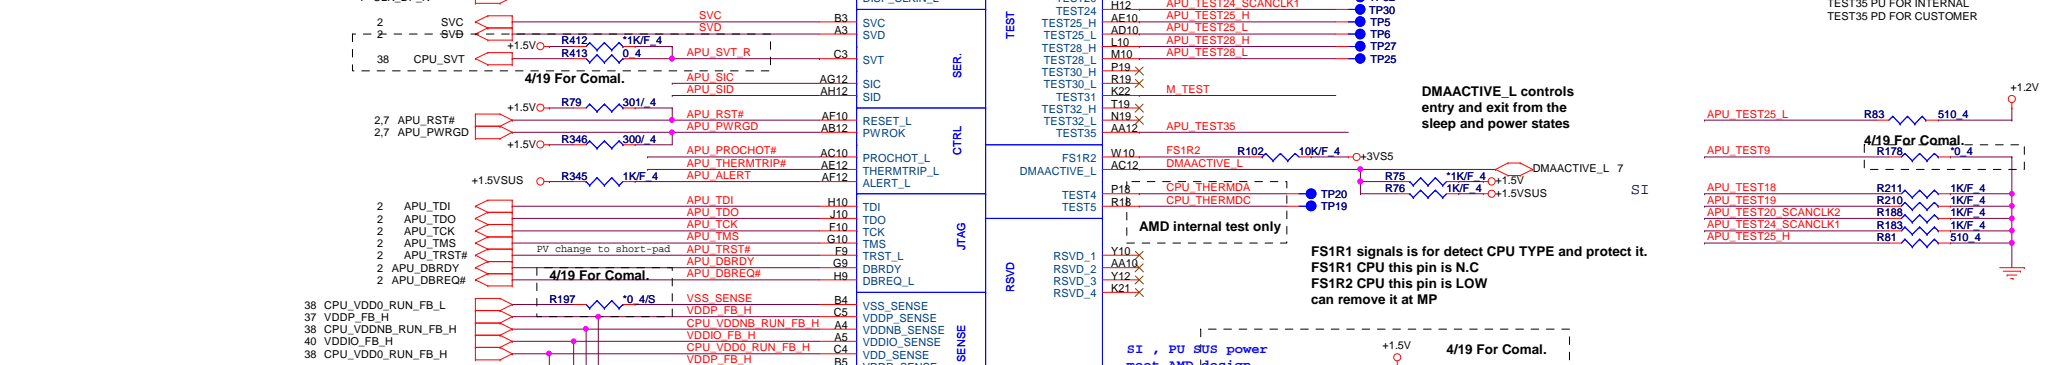 2 SVC SVC B3 SVC
2 SVD SVD A3 SVD
+1.5V R412 *1K/F_4
38 CPU_SVT R413 0_4 APU_SVT_R C3 SVT
4/19 For Comal.
APU_SIC AG12 SIC
APU_SID AH12 SID
SER.
+1.5V R79 301/_4
2,7 APU_RST# APU_RST# AF10 RESET_L
2,7 APU_PWRGD APU_PWRGD AB12 PWROK
+1.5V R346 300/_4
APU_PROCHOT# AC10 PROCHOT_L
APU_THERMTRIP# AE12 THERMTRIP_L
+1.5VSUS R345 1K/F_4 APU_ALERT AF12 ALERT_L
CTRL
2 APU_TDI APU_TDI H10 TDI
2 APU_TDO APU_TDO J10 TDO
2 APU_TCK APU_TCK F10 TCK
2 APU_TMS APU_TMS G10 TMS
2 APU_TRST# PV change to short-pad APU_TRST# F9 TRST_L
2 APU_DBRDY APU_DBRDY G9 DBRDY
2 APU_DBREQ# APU_DBREQ# H9 DBREQ_L
JTAG
4/19 For Comal.
38 CPU_VDD0_RUN_FB_L R197 *0_4/S VSS_SENSE B4 VSS_SENSE
37 VDDP_FB_H VDDP_FB_H C5 VDDP_SENSE
38 CPU_VDDNB_RUN_FB_H CPU_VDDNB_RUN_FB_H A4 VDDNB_SENSE
40 VDDIO_FB_H VDDIO_FB_H A5 VDDIO_SENSE
38 CPU_VDD0_RUN_FB_H CPU_VDD0_RUN_FB_H C4 VDD_SENSE
VDDP_FB_H B5
SENSE
TEST
TEST24 H12 APU_TEST24_SCANCLK1 TP30
TEST25_H AE10 APU_TEST25_H TP5
TEST25_L AD10 APU_TEST25_L TP6
TEST28_H L10 APU_TEST28_H TP27
TEST28_L M10 APU_TEST28_L TP25
TEST30_H P19
TEST30_L R19
TEST31 K22 M_TEST
TEST32_H T19
TEST32_L N19
TEST35 AA12 APU_TEST35
FS1R2 W10 FS1R2 R102 10K/F_4 +3VS5
DMAACTIVE_L AC12 DMAACTIVE_L DMAACTIVE_L 7
R75 *1K/F_4 +1.5V
R76 1K/F_4 +1.5VSUS
SI
TEST4 P18 CPU_THERMDA TP20
TEST5 R18 CPU_THERMDC TP19
AMD internal test only
RSVD
RSVD_1 Y10
RSVD_2 AA10
RSVD_3 Y12
RSVD_4 K21
DMAACTIVE_L controls
entry and exit from the
sleep and power states
FS1R1 signals is for detect CPU TYPE and protect it.
FS1R1 CPU this pin is N.C
FS1R2 CPU this pin is LOW
can remove it at MP
SI , PU SUS power
meet AMD design
+1.5V
4/19 For Comal.
TEST35 PU FOR INTERNAL
TEST35 PD FOR CUSTOMER
+1.2V
APU_TEST25_L R83 510_4
4/19 For Comal.
APU_TEST9 R178 *0_4
APU_TEST18 R211 1K/F_4
APU_TEST19 R210 1K/F_4
APU_TEST20_SCANCLK2 R188 1K/F_4
APU_TEST24_SCANCLK1 R183 1K/F_4
APU_TEST25_H R81 510_4